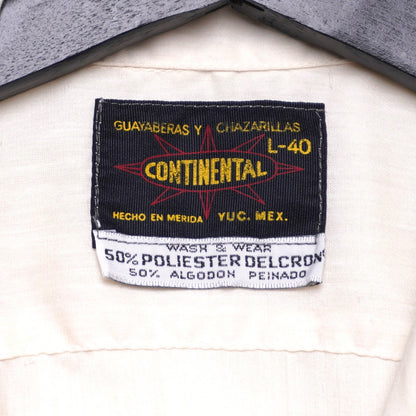 GUAYABERAS Y CHAZARILLAS
L-40
CONTINENTAL
HECHO EN MERIDA YUC. MEX.
WASH & WEAR
50% POLIESTER DELCRON
50% ALGODON PEINADO